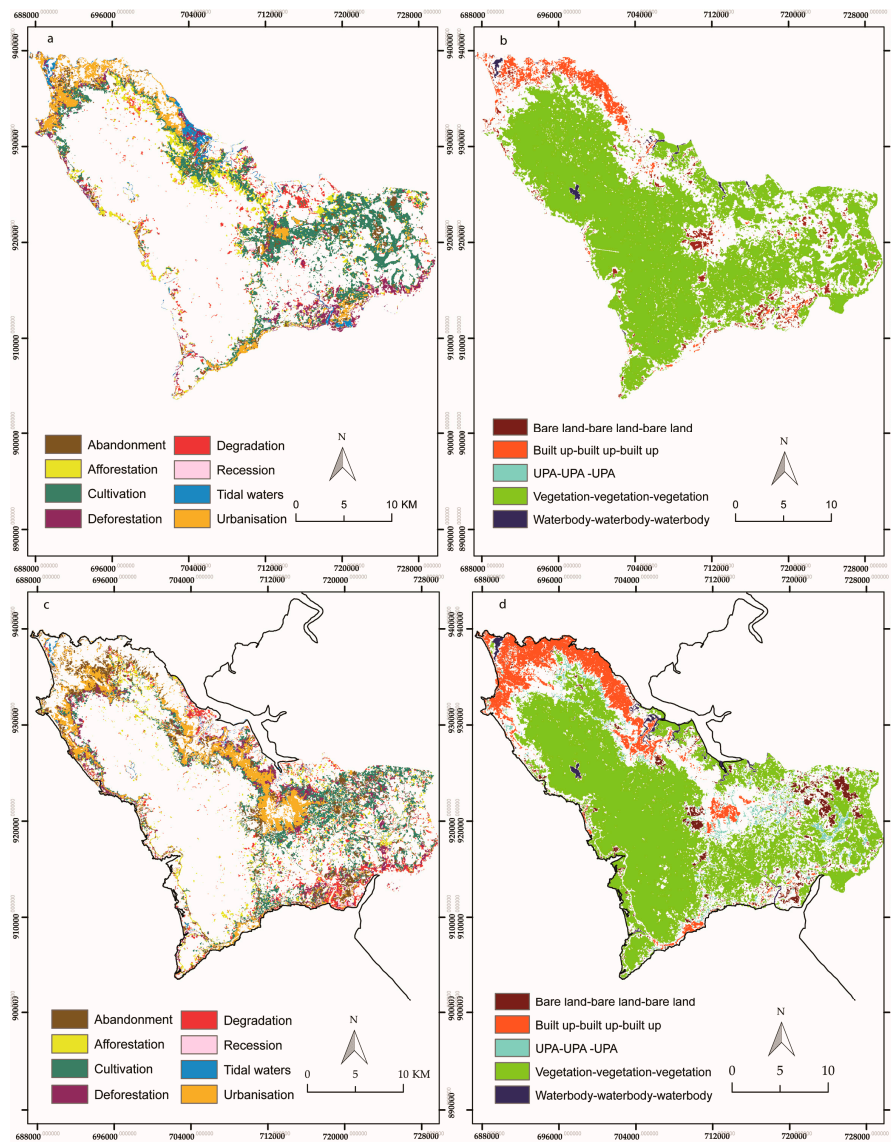 688000 696000 704000 712000 720000 728000
688000 696000 704000 712000 720000 728000
a
940000
930000
920000
910000
900000
890000
Abandonment
Afforestation
Cultivation
Deforestation
Degradation
Recession
Tidal waters
Urbanisation
N
0 5 10 KM
b
940000
930000
920000
910000
900000
890000
Bare land-bare land-bare land
Built up-built up-built up
UPA-UPA -UPA
Vegetation-vegetation-vegetation
Waterbody-waterbody-waterbody
N
0 5 10
688000 696000 704000 712000 720000 728000
688000 696000 704000 712000 720000 728000
c
940000
930000
920000
910000
900000
890000
Abandonment
Afforestation
Cultivation
Deforestation
Degradation
Recession
Tidal waters
Urbanisation
N
0 5 10 KM
d
940000
930000
920000
910000
900000
890000
Bare land-bare land-bare land
Built up-built up-built up
UPA-UPA -UPA
Vegetation-vegetation-vegetation
Waterbody-waterbody-waterbody
N
0 5 10
688000 696000 704000 712000 720000 728000
688000 696000 704000 712000 720000 728000